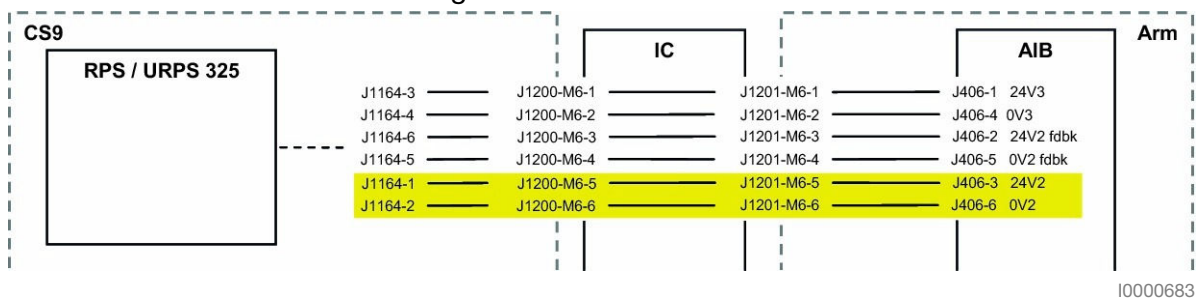 CS9
IC
AIB
Arm
RPS / URPS 325
J1164-3 J1200-M6-1 J1201-M6-1 J406-1 24V3
J1164-4 J1200-M6-2 J1201-M6-2 J406-4 0V3
J1164-6 J1200-M6-3 J1201-M6-3 J406-2 24V2 fdbk
J1164-5 J1200-M6-4 J1201-M6-4 J406-5 0V2 fdbk
J1164-1 J1200-M6-5 J1201-M6-5 J406-3 24V2
J1164-2 J1200-M6-6 J1201-M6-6 J406-6 0V2
I0000683